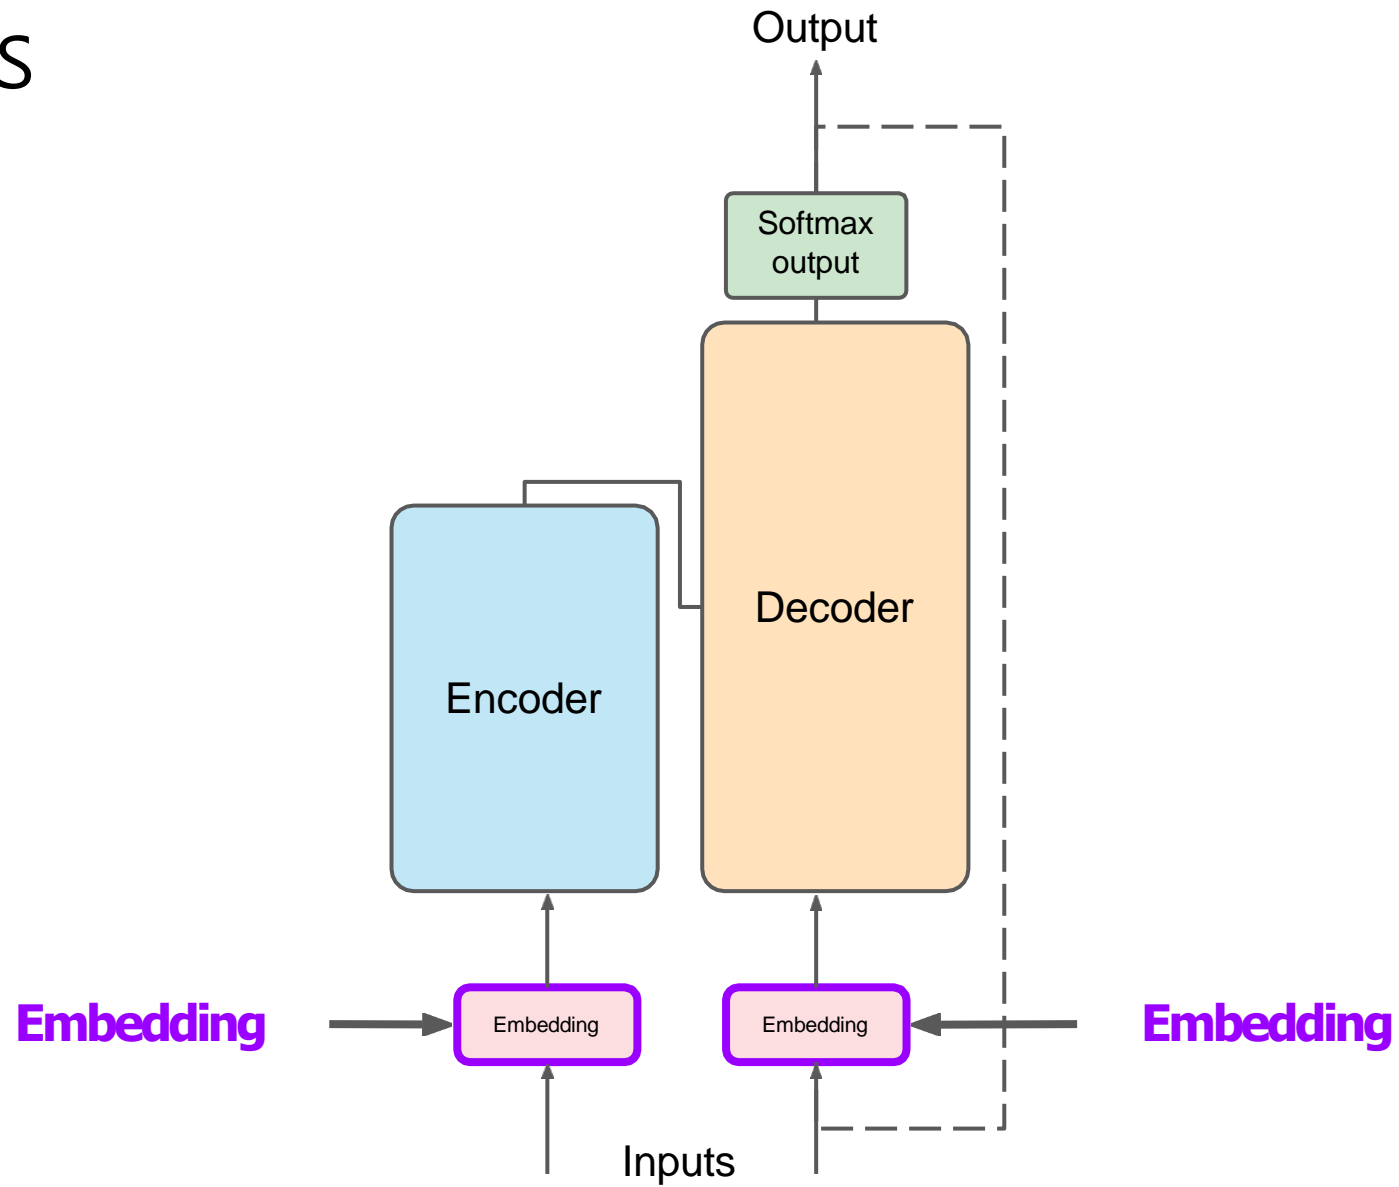 s
Output
Softmax
output
Decoder
Encoder
Embedding
Embedding
Embedding
Embedding
Inputs